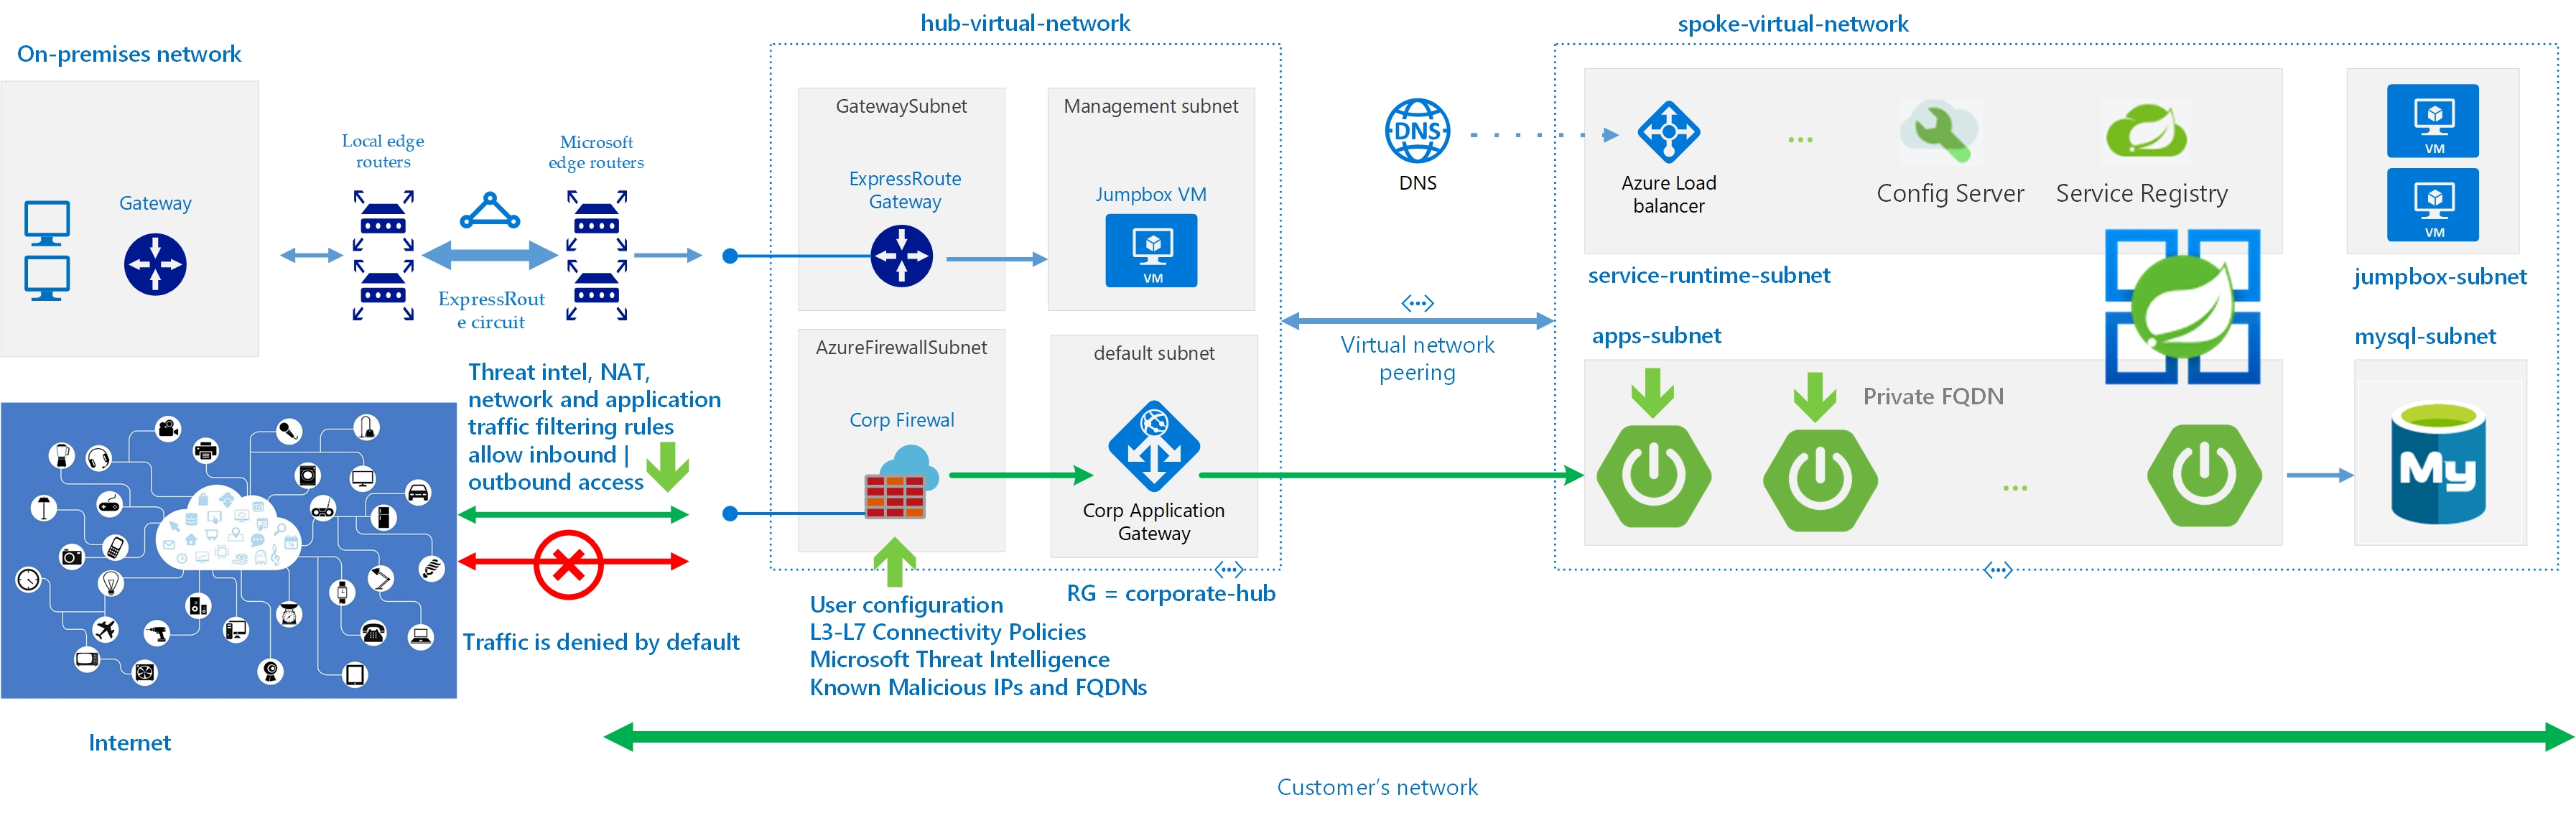 hub-virtual-network
spoke-virtual-network
On-premises network
Gateway
Local edge
routers
Microsoft
edge routers
ExpressRout
e circuit
GatewaySubnet
ExpressRoute
Gateway
Management subnet
Jumpbox VM
VM
DNS
DNS
Azure Load
balancer
...
Config Server
Service Registry
VM
VM
service-runtime-subnet
jumpbox-subnet
Virtual network
peering
AzureFirewallSubnet
Corp Firewal
default subnet
Corp Application
Gateway
apps-subnet
Private FQDN
...
mysql-subnet
My
Threat intel, NAT,
network and application
traffic filtering rules
allow inbound |
outbound access
Traffic is denied by default
RG = corporate-hub
User configuration
L3-L7 Connectivity Policies
Microsoft Threat Intelligence
Known Malicious IPs and FQDNs
Internet
Customer's network